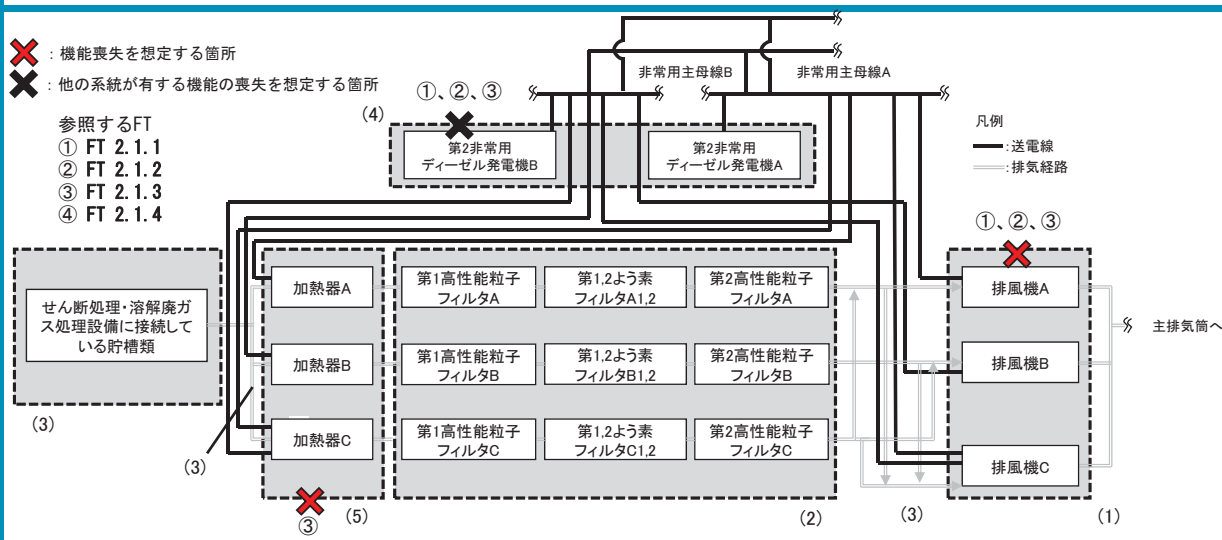 ：機能喪失を想定する箇所
：他の系統が有する機能の喪失を想定する箇所
参照するFT
① FT 2.1.1
② FT 2.1.2
③ FT 2.1.3
④ FT 2.1.4
非常用主母線B
非常用主母線A
①、②、③
(4)
第2非常用
ディーゼル発電機B
第2非常用
ディーゼル発電機A
凡例
:送電線
:排気経路
①、②、③
せん断処理・溶解廃ガ
ス処理設備に接続して
いる貯槽類
(3)
(3)
加熱器A
加熱器B
加熱器C
③
(5)
第1高性能粒子
フィルタA
第1,2よう素
フィルタA1,2
第2高性能粒子
フィルタA
第1高性能粒子
フィルタB
第1,2よう素
フィルタB1,2
第2高性能粒子
フィルタB
第1高性能粒子
フィルタC
第1,2よう素
フィルタC1,2
第2高性能粒子
フィルタC
(2)
(3)
排風機A
排風機B
排風機C
(1)
主排気筒へ